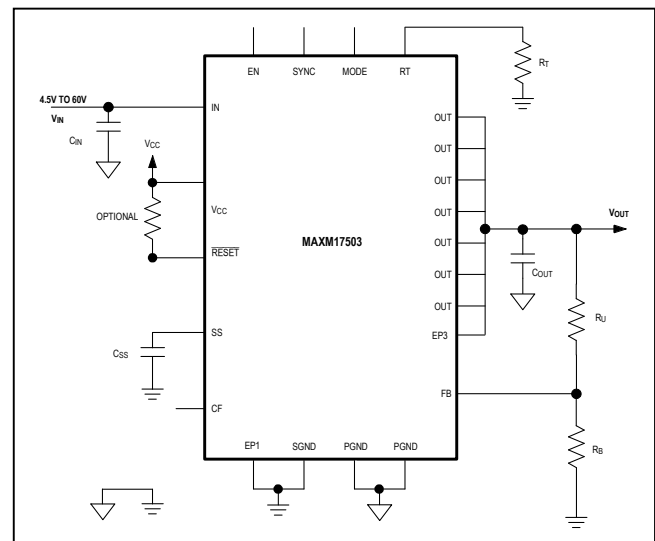 EN SYNC MODE RT
RT
4.5V TO 60V
VIN
IN
CIN
VCC
OPTIONAL
VCC
RESET
MAXM17503
OUT
OUT
OUT
OUT
OUT
OUT
OUT
EP3
VOUT
COUT
RU
SS
CSS
CF
FB
RB
EP1 SGND PGND PGND